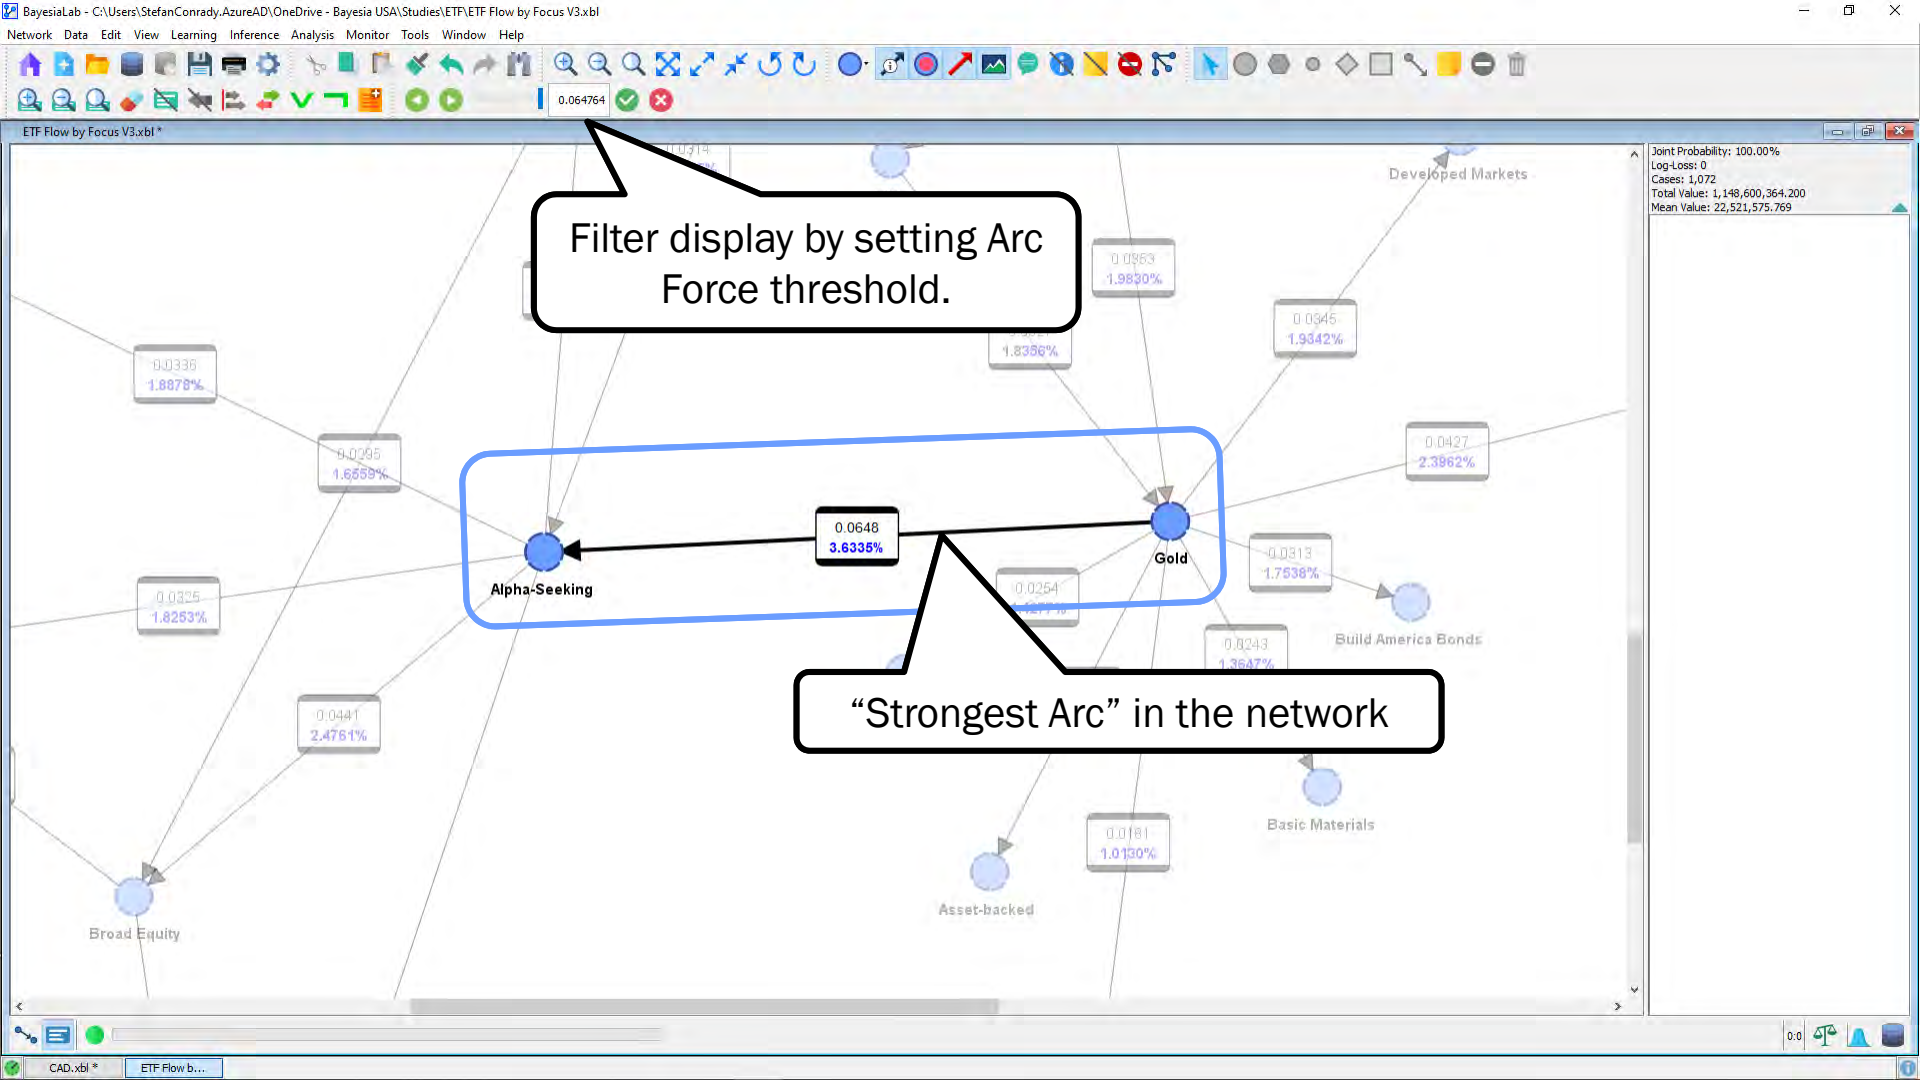 BayesiaLab - C:\Users\StefanConrady.AzureAD\OneDrive - Bayesia USA\Studies\ETF\ETF Flow by Focus V3.xbl
Network Data Edit View Learning Inference Analysis Monitor Tools Window Help
0.064764
ETF Flow by Focus V3.xbl *
Joint Probability: 100.00%
Log-Loss: 0
Cases: 1,072
Total Value: 1,148,600,364.200
Mean Value: 22,521,575.769
0.0314
Developed Markets
Filter display by setting Arc
Force threshold.
0.0353
1.9830%
0.0345
1.9342%
1.8356%
0.0336
1.8878%
0.0295
1.6559%
0.0427
2.3962%
0.0648
3.6335%
Gold
Alpha-Seeking
0.0313
1.7538%
0.0254
0.0325
1.8253%
Build America Bonds
0.0243
1.3647%
"Strongest Arc" in the network
0.0441
2.4761%
Basic Materials
0.0181
1.0130%
Asset-backed
Broad Equity
0:0
CAD.xbl *
ETF Flow b...